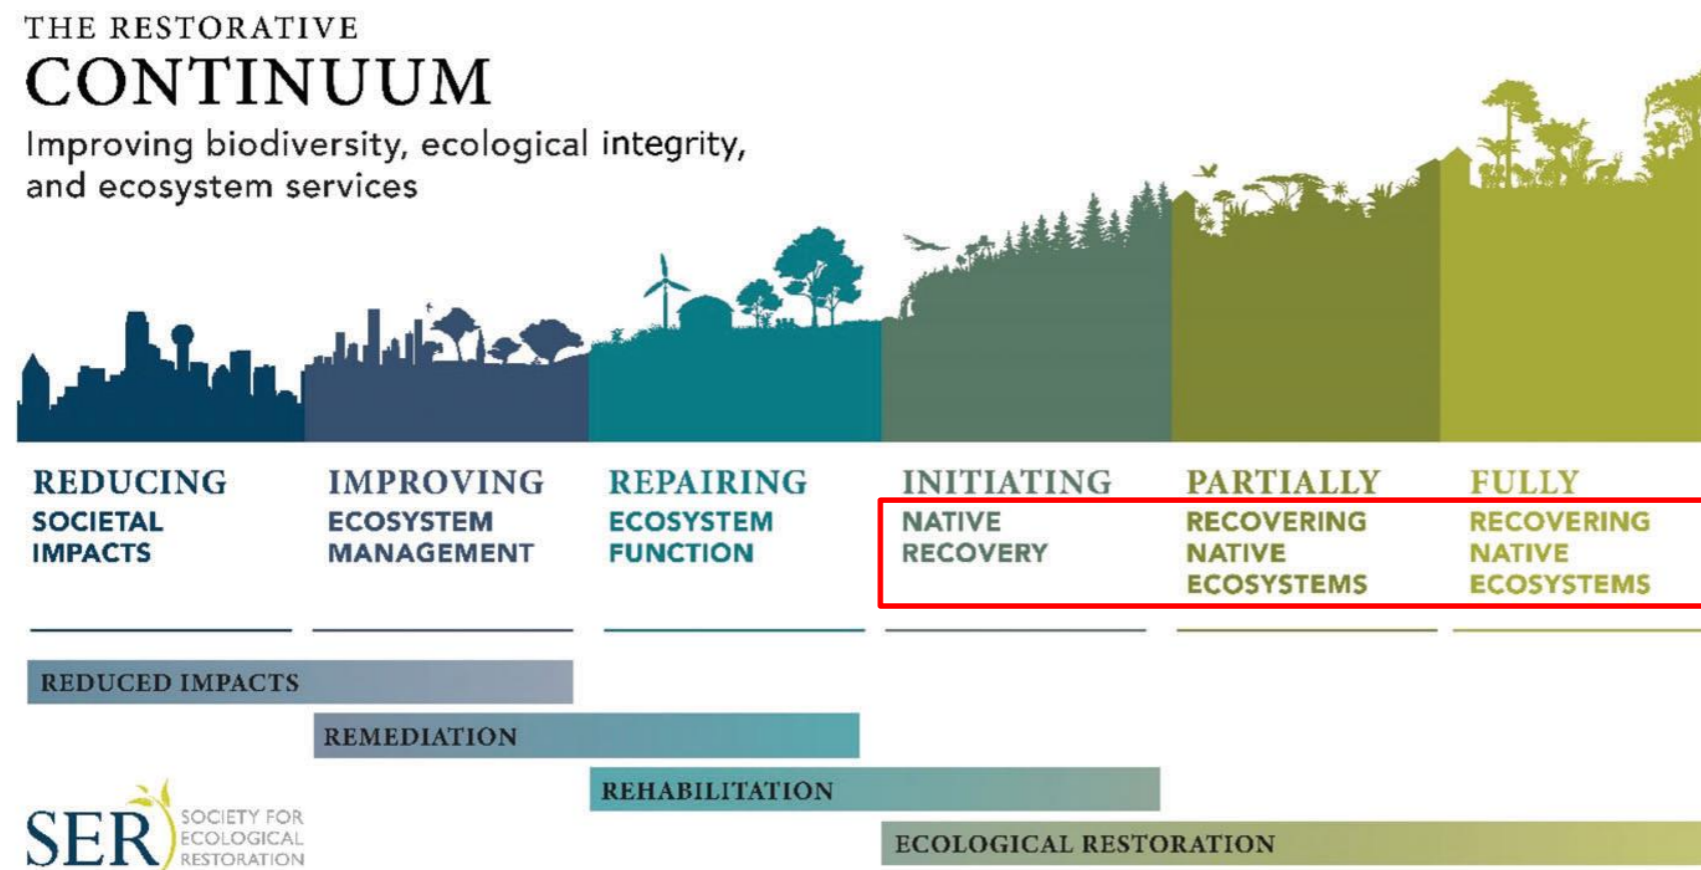 THE RESTORATIVE
CONTINUUM
Improving biodiversity, ecological integrity,
and ecosystem services
REDUCING
SOCIETAL
IMPACTS
IMPROVING
ECOSYSTEM
MANAGEMENT
REPAIRING
ECOSYSTEM
FUNCTION
INITIATING
NATIVE
RECOVERY
PARTIALLY
RECOVERING
NATIVE
ECOSYSTEMS
FULLY
RECOVERING
NATIVE
ECOSYSTEMS
REDUCED IMPACTS
REMEDIATION
REHABILITATION
ECOLOGICAL RESTORATION
SER
SOCIETY FOR
ECOLOGICAL
RESTORATION